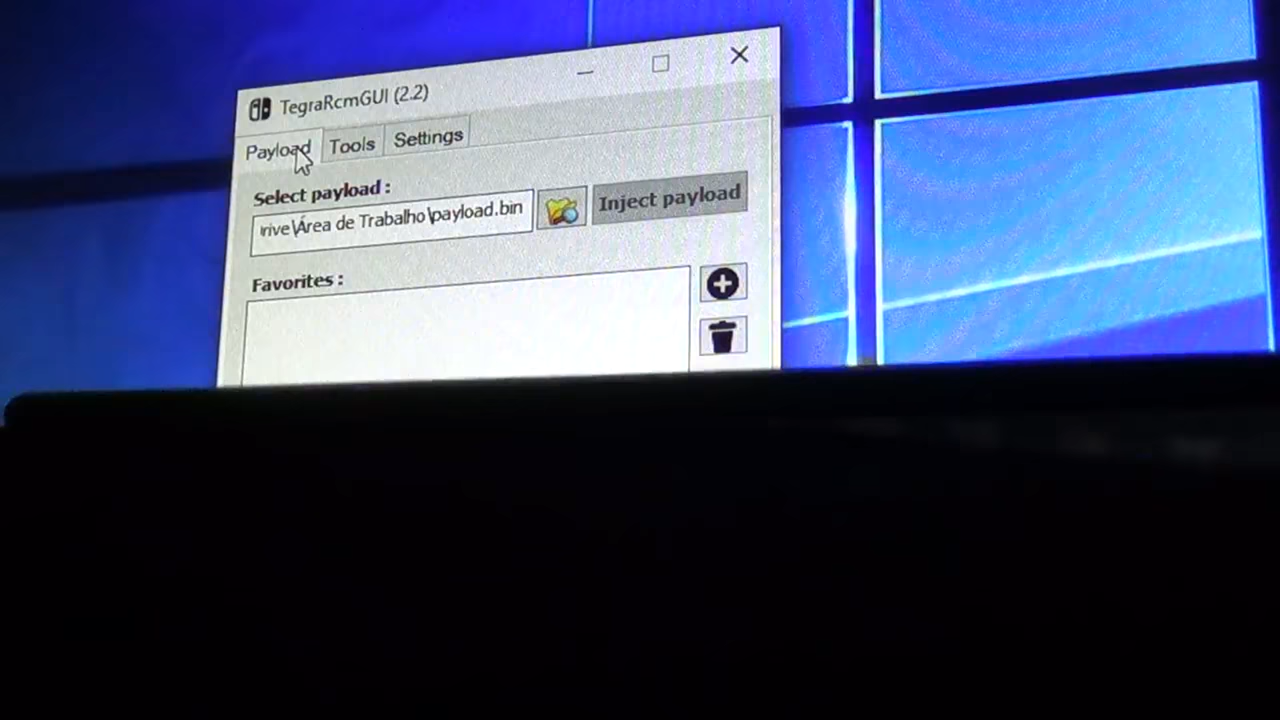 TegraRcmGUI (2.2)
Payload Tools Settings
Select payload :
rive\Área de Trabalho\payload.bin Inject payload
Favorites :